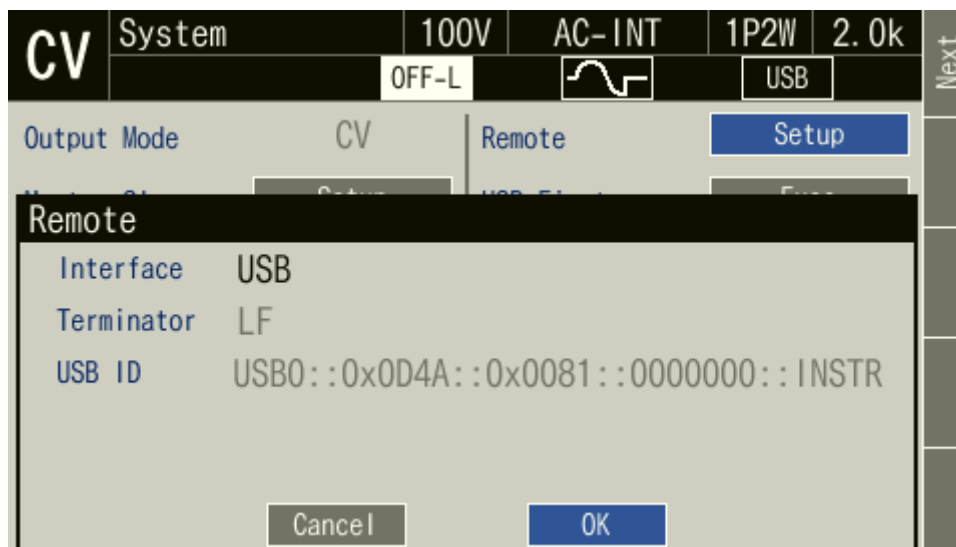 CV System 100V AC-INT 1P2W 2.0k
OFF-L USB
Next
Output Mode CV Remote Setup
Remote
Interface USB
Terminator LF
USB ID USB0::0x0D4A::0x0081::0000000::INSTR
Cancel OK